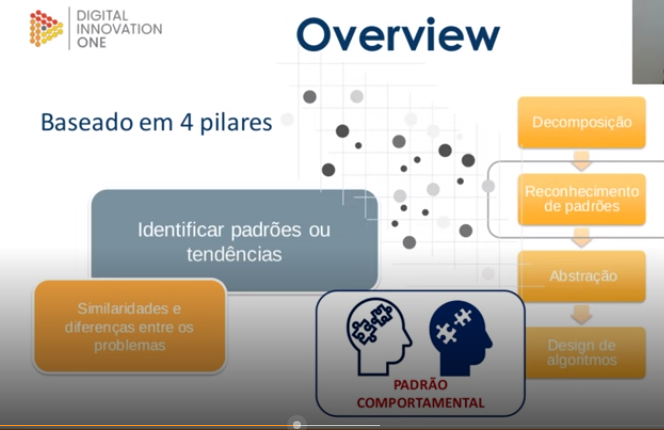 DIGITAL
INNOVATION
ONE
Overview
Baseado em 4 pilares
Identificar padrões ou
tendências
Similaridades e
diferenças entre os
problemas
PADRÃO
COMPORTAMENTAL
Decomposição
Reconhecimento
de padrões
Abstração
Design de
algoritmos